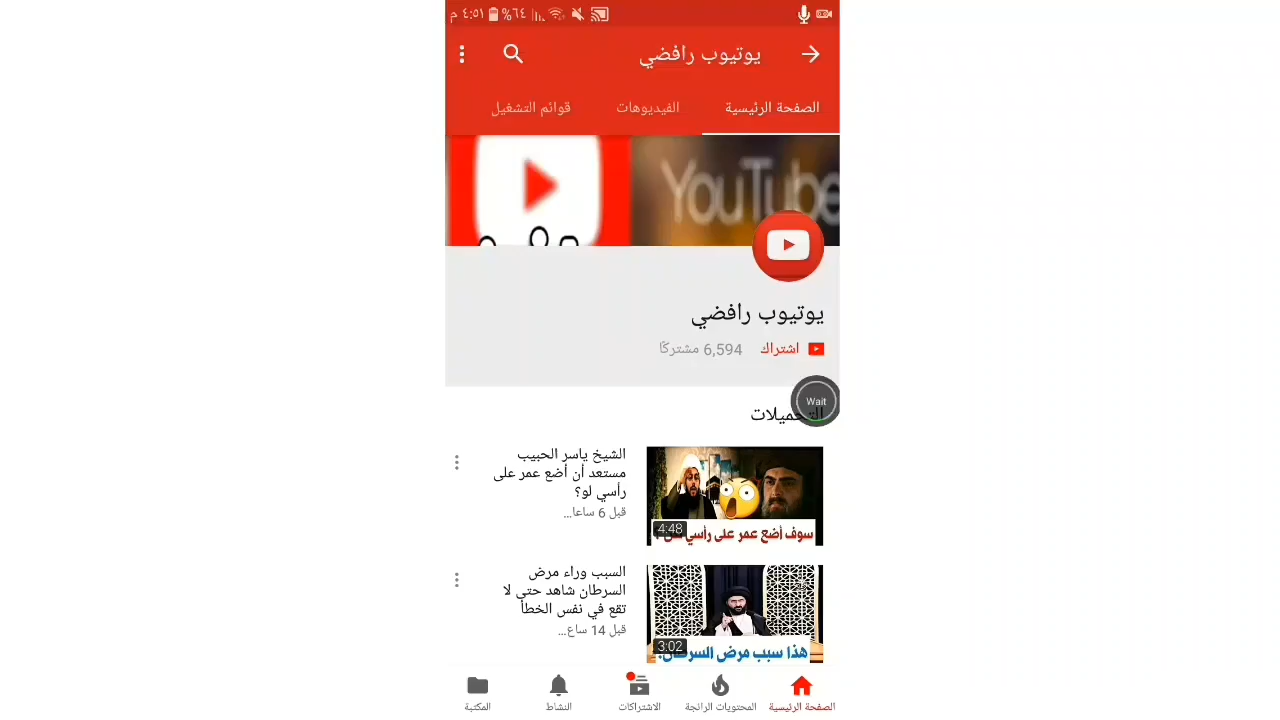 ٤:٥١ م
%٦٤
يوتيوب رافضي
الصفحة الرئيسية
الفيديوهات
قوائم التشغيل
YouTube
يوتيوب رافضي
اشتراك
6,594 مشتركًا
Wait
التحميلات
الشيخ ياسر الحبيب
مستعد أن أضع عمر على
رأسي لو؟
قبل 6 ساعا...
4:48
سوف أضع عمر على رأسي
السبب وراء مرض
السرطان شاهد حتى لا
تقع في نفس الخطأ
قبل 14 ساع...
3:02
هذا سبب مرض السرطان
الصفحة الرئيسية
المحتويات الرائجة
الاشتراكات
النشاط
المكتبة